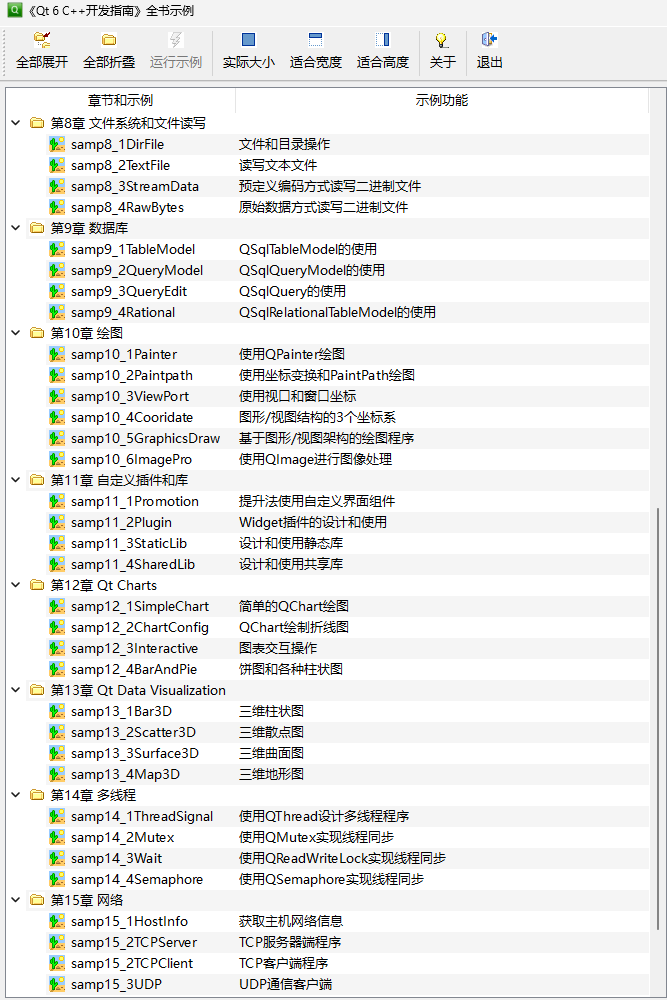 《Qt 6 C++开发指南》全书示例
全部展开 全部折叠 运行示例 实际大小 适合宽度 适合高度 关于 退出
章节和示例 示例功能
第8章 文件系统和文件读写
samp8_1DirFile 文件和目录操作
samp8_2TextFile 读写文本文件
samp8_3StreamData 预定义编码方式读写二进制文件
samp8_4RawBytes 原始数据方式读写二进制文件
第9章 数据库
samp9_1TableModel QSqlTableModel的使用
samp9_2QueryModel QSqlQueryModel的使用
samp9_3QueryEdit QSqlQuery的使用
samp9_4Rational QSqlRelationalTableModel的使用
第10章 绘图
samp10_1Painter 使用QPainter绘图
samp10_2Paintpath 使用坐标变换和PaintPath绘图
samp10_3ViewPort 使用视口和窗口坐标
samp10_4Cooridate 图形/视图结构的3个坐标系
samp10_5GraphicsDraw 基于图形/视图架构的绘图程序
samp10_6ImagePro 使用QImage进行图像处理
第11章 自定义插件和库
samp11_1Promotion 提升法使用自定义界面组件
samp11_2Plugin Widget插件的设计和使用
samp11_3StaticLib 设计和使用静态库
samp11_4SharedLib 设计和使用共享库
第12章 Qt Charts
samp12_1SimpleChart 简单的QChart绘图
samp12_2ChartConfig QChart绘制折线图
samp12_3Interactive 图表交互操作
samp12_4BarAndPie 饼图和各种柱状图
第13章 Qt Data Visualization
samp13_1Bar3D 三维柱状图
samp13_2Scatter3D 三维散点图
samp13_3Surface3D 三维曲面图
samp13_4Map3D 三维地形图
第14章 多线程
samp14_1ThreadSignal 使用QThread设计多线程程序
samp14_2Mutex 使用QMutex实现线程同步
samp14_3Wait 使用QReadWriteLock实现线程同步
samp14_4Semaphore 使用QSemaphore实现线程同步
第15章 网络
samp15_1HostInfo 获取主机网络信息
samp15_2TCPServer TCP服务器端程序
samp15_2TCPClient TCP客户端程序
samp15_3UDP UDP通信客户端